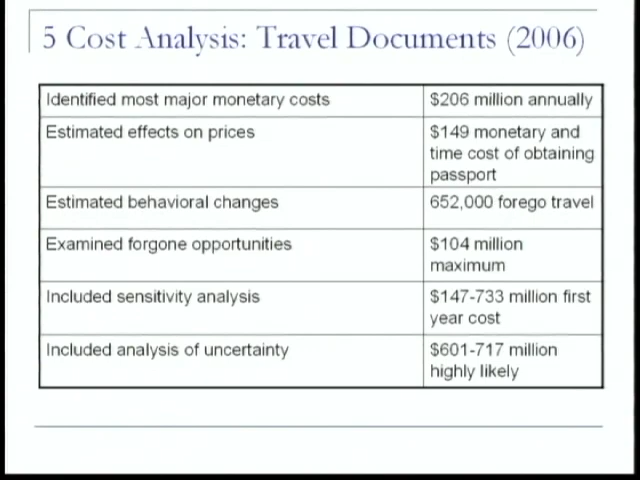 5 Cost Analysis: Travel Documents (2006)
Identified most major monetary costs
$206 million annually
Estimated effects on prices
$149 monetary and
time cost of obtaining
passport
Estimated behavioral changes
652,000 forego travel
Examined forgone opportunities
$104 million
maximum
Included sensitivity analysis
$147-733 million first
year cost
Included analysis of uncertainty
$601-717 million
highly likely